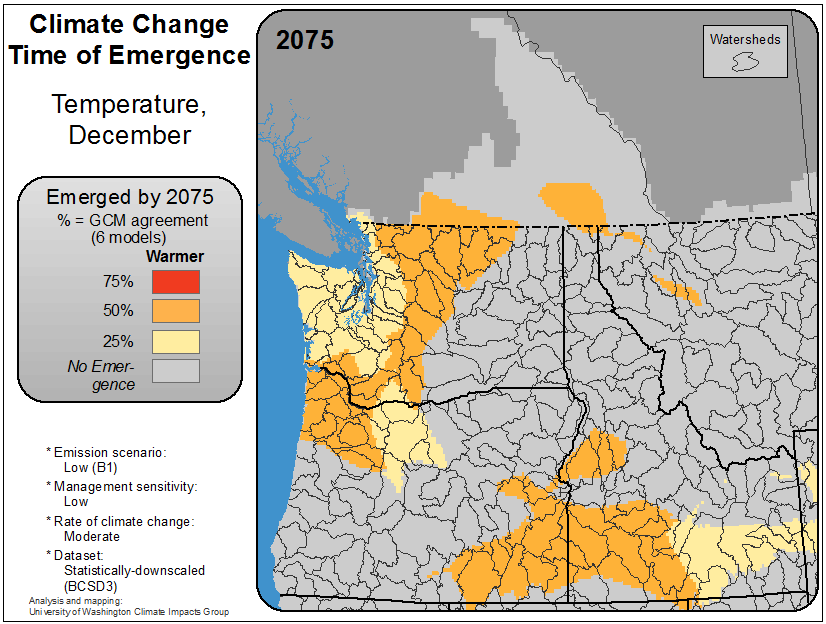 Climate Change
Time of Emergence
Temperature,
December
Emerged by 2075
% = GCM agreement
(6 models)
Warmer
75%
50%
25%
No Emer-
gence
* Emission scenario:
Low (B1)
* Management sensitivity:
Low
* Rate of climate change:
Moderate
* Dataset:
Statistically-downscaled
(BCSD3)
Analysis and mapping:
University of Washington Climate Impacts Group
2075
Watersheds